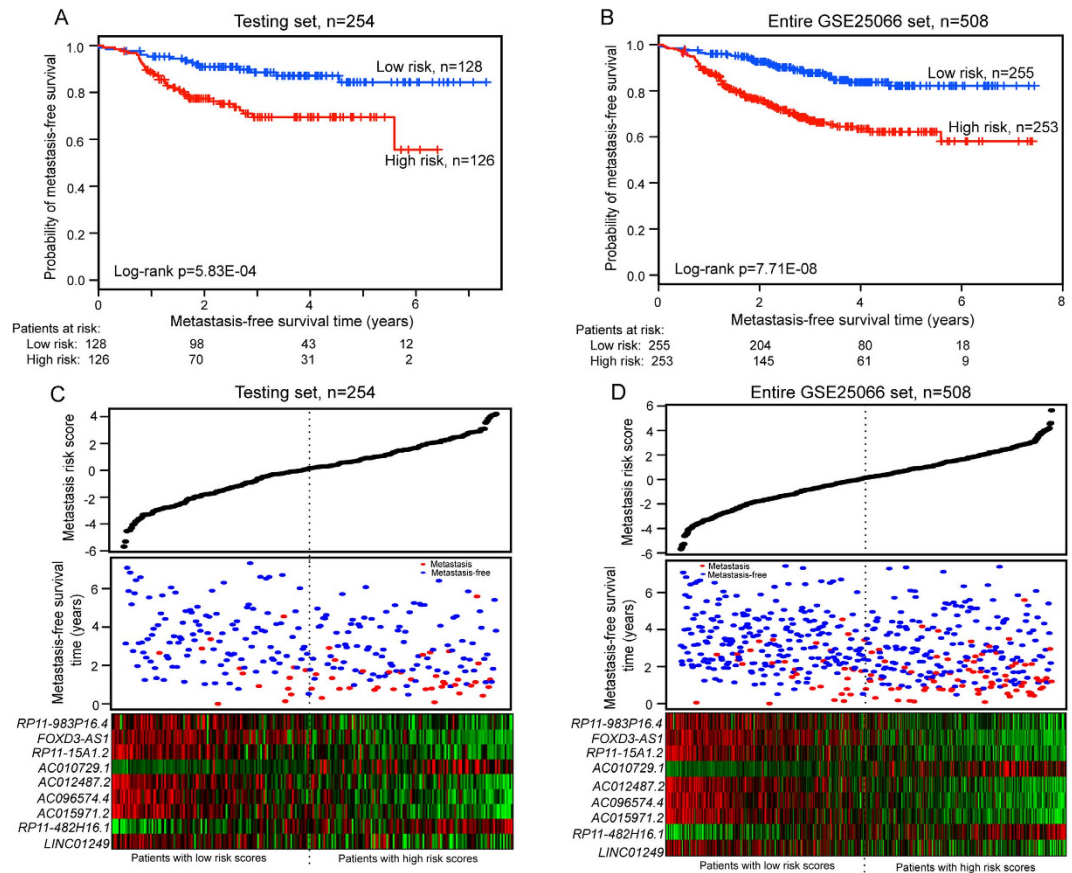 A
Testing set, n=254
Probability of metastasis-free survival
1.0
0.8
0.6
0.4
0.2
0.0
Low risk, n=128
High risk, n=126
Log-rank p=5.83E-04
0 2 4 6
Metastasis-free survival time (years)
Patients at risk:
Low risk: 128 98 43 12
High risk: 126 70 31 2
B
Entire GSE25066 set, n=508
Probability of metastasis-free survival
1.0
0.8
0.6
0.4
0.2
0.0
Low risk, n=255
High risk, n=253
Log-rank p=7.71E-08
0 2 4 6 8
Metastasis-free survival time (years)
Patients at risk:
Low risk: 255 204 80 18
High risk: 253 145 61 9
C
Testing set, n=254
Metastasis risk score
4
2
0
-2
-4
-6
Metastasis-free survival
time (years)
6
4
2
0
Metastasis
Metastasis-free
RP11-983P16.4
FOXD3-AS1
RP11-15A1.2
AC010729.1
AC012487.2
AC096574.4
AC015971.2
RP11-482H16.1
LINC01249
Patients with low risk scores
Patients with high risk scores
D
Entire GSE25066 set, n=508
Metastasis risk score
6
4
2
0
-2
-4
-6
Metastasis-free survival
time (years)
6
4
2
0
Metastasis
Metastasis-free
RP11-983P16.4
FOXD3-AS1
RP11-15A1.2
AC010729.1
AC012487.2
AC096574.4
AC015971.2
RP11-482H16.1
LINC01249
Patients with low risk scores
Patients with high risk scores